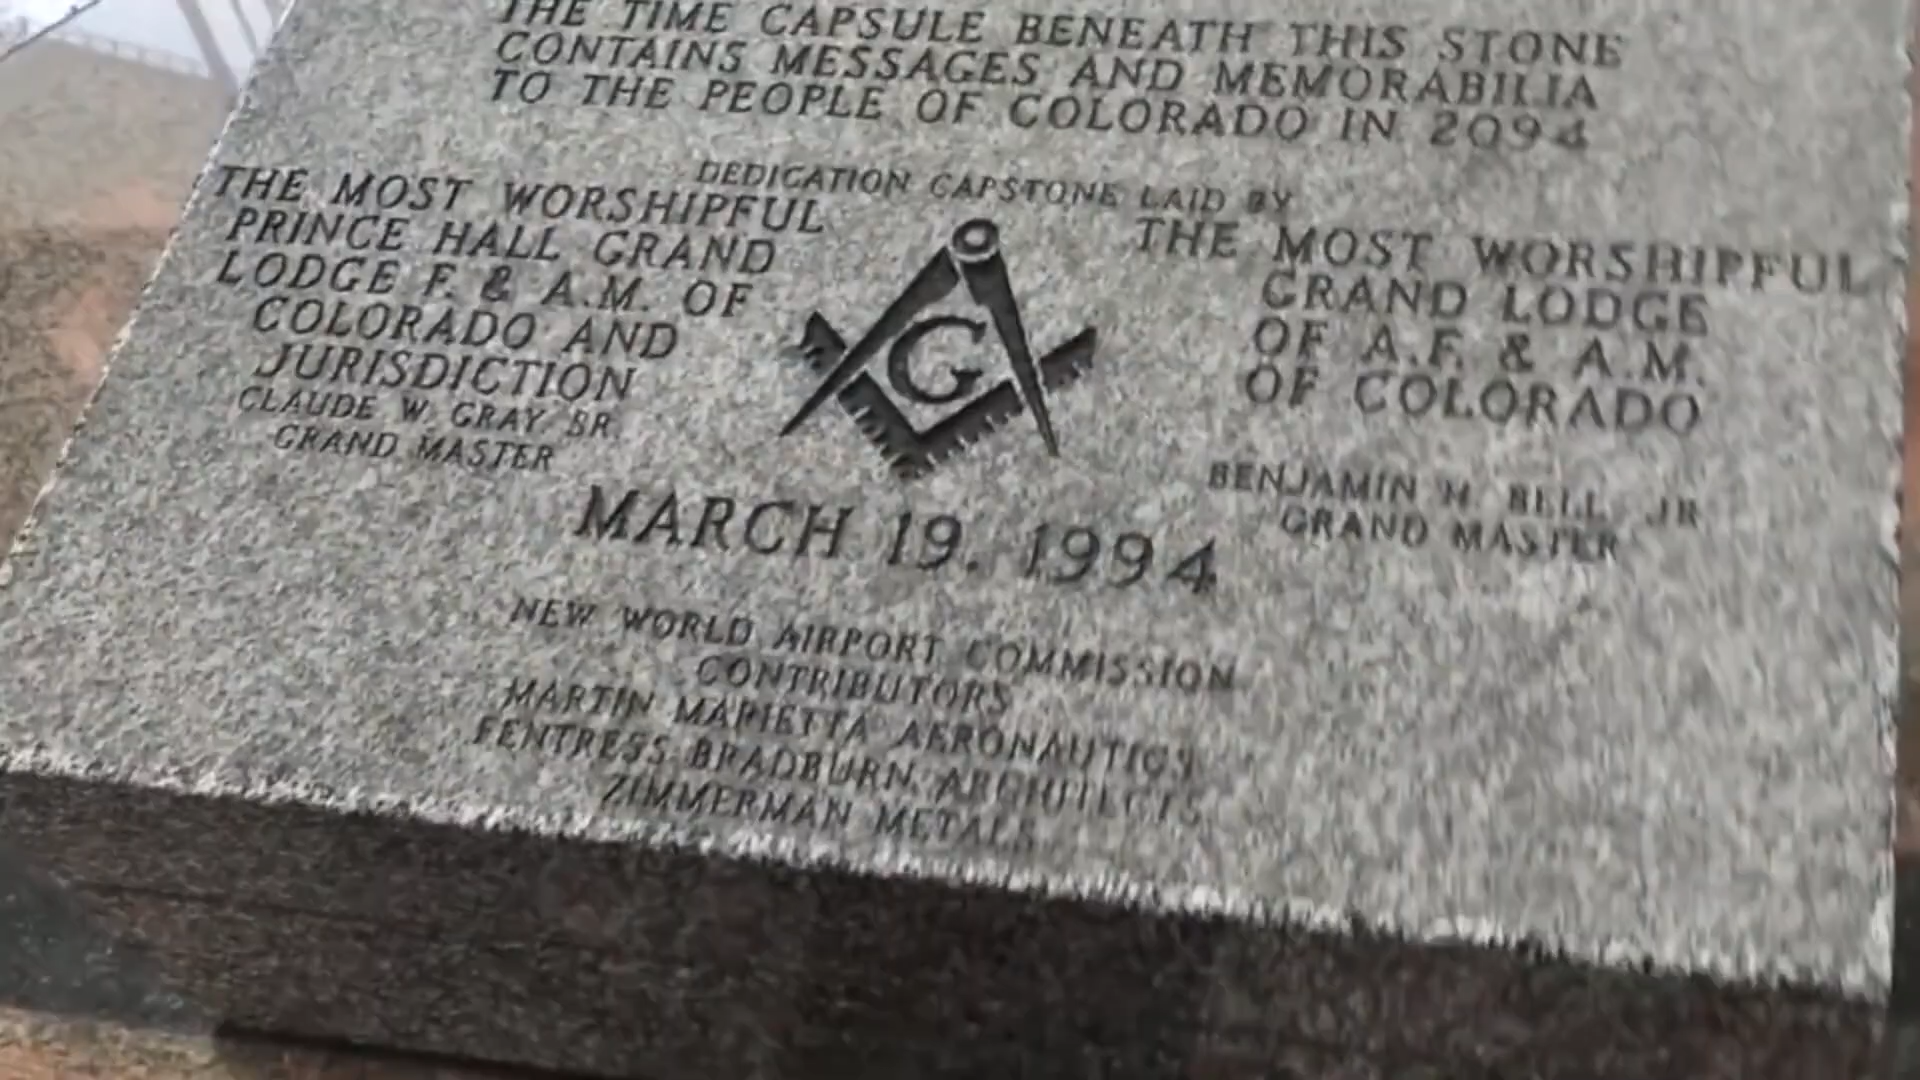 THE TIME CAPSULE BENEATH THIS STONE
CONTAINS MESSAGES AND MEMORABILIA
TO THE PEOPLE OF COLORADO IN 2094
DEDICATION CAPSTONE LAID BY
THE MOST WORSHIPFUL
PRINCE HALL GRAND
LODGE F. & A.M. OF
COLORADO AND
JURISDICTION
CLAUDE W. GRAY SR.
GRAND MASTER
G
THE MOST WORSHIPFUL
GRAND LODGE
OF A.F. & A.M.
OF COLORADO
BENJAMIN H. BELL, JR
GRAND MASTER
MARCH 19, 1994
NEW WORLD AIRPORT COMMISSION
CONTRIBUTORS
MARTIN MARIETTA AERONAUTICS
FENTRESS BRADBURN, ARCHITECTS
ZIMMERMAN METALS